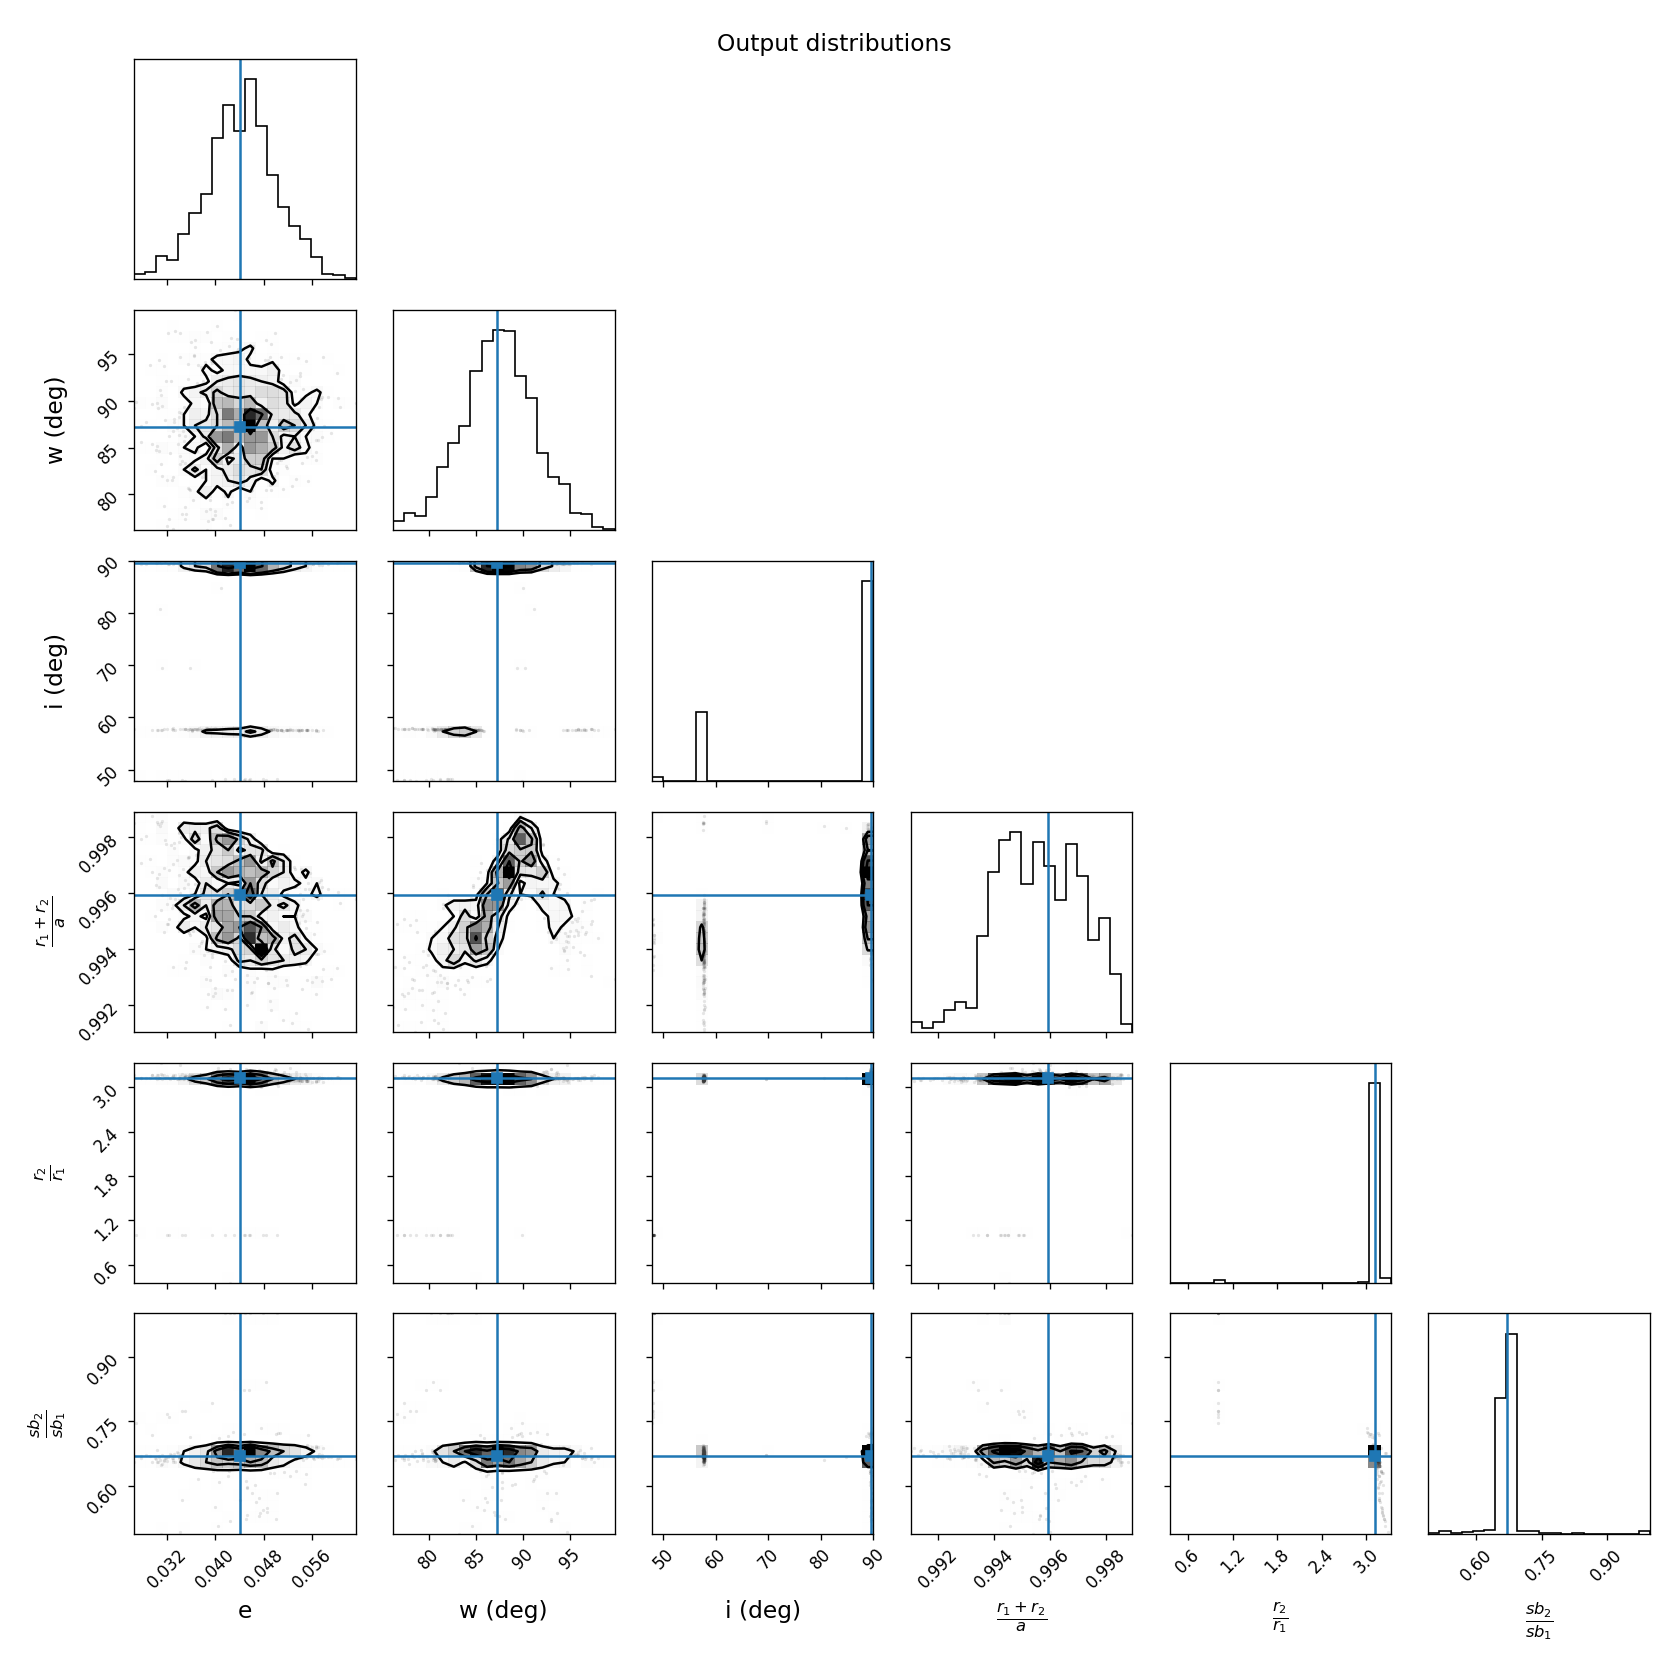 Output distributions
w (deg)
95
90
85
80
i (deg)
90
80
70
60
50
r₁ + r₂
a
0.998
0.996
0.994
0.992
r₂
r₁
3.0
2.4
1.8
1.2
0.6
sb₂
sb₁
0.90
0.75
0.60
0.032 0.040 0.048 0.056 80 85 90 95 50 60 70 80 90 0.992 0.994 0.996 0.998 0.6 1.2 1.8 2.4 3.0 0.60 0.75 0.90
e w (deg) i (deg)
r₁ + r₂
a
r₂
r₁
sb₂
sb₁